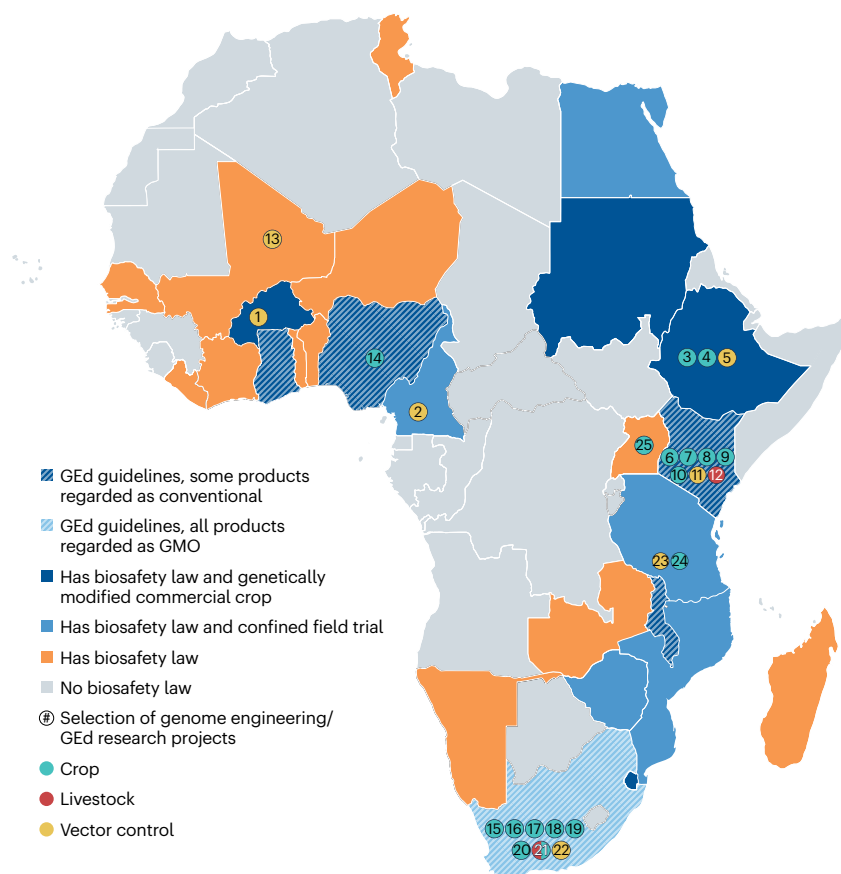 13
1
14
3 4 5
2
25
6 7 8 9
10 11 12
23 24
15 16 17 18 19
20 21 22
GEd guidelines, some products
regarded as conventional
GEd guidelines, all products
regarded as GMO
Has biosafety law and genetically
modified commercial crop
Has biosafety law and confined field trial
Has biosafety law
No biosafety law
# Selection of genome engineering/
GEd research projects
Crop
Livestock
Vector control